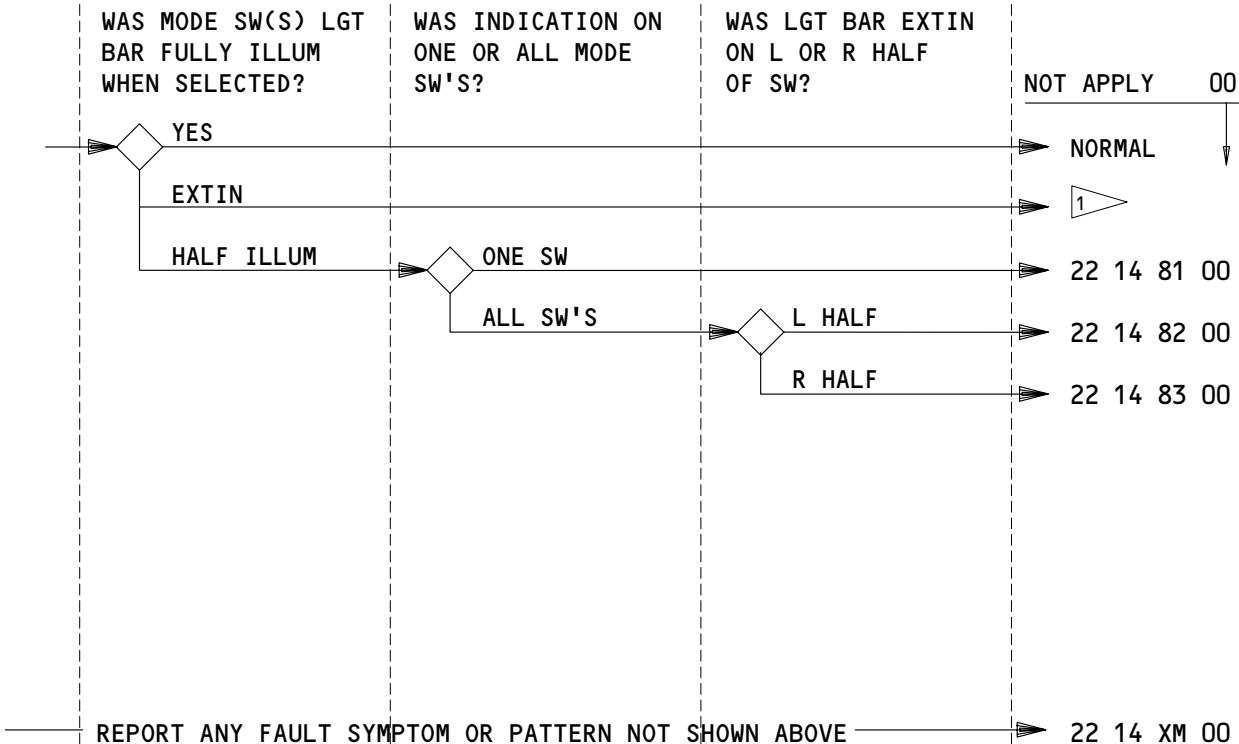 WAS MODE SW(S) LGT
BAR FULLY ILLUM
WHEN SELECTED?
WAS INDICATION ON
ONE OR ALL MODE
SW'S?
WAS LGT BAR EXTIN
ON L OR R HALF
OF SW?
NOT APPLY 00
YES
NORMAL
EXTIN
1
HALF ILLUM
ONE SW
22 14 81 00
ALL SW'S
L HALF
22 14 82 00
R HALF
22 14 83 00
REPORT ANY FAULT SYMPTOM OR PATTERN NOT SHOWN ABOVE
22 14 XM 00